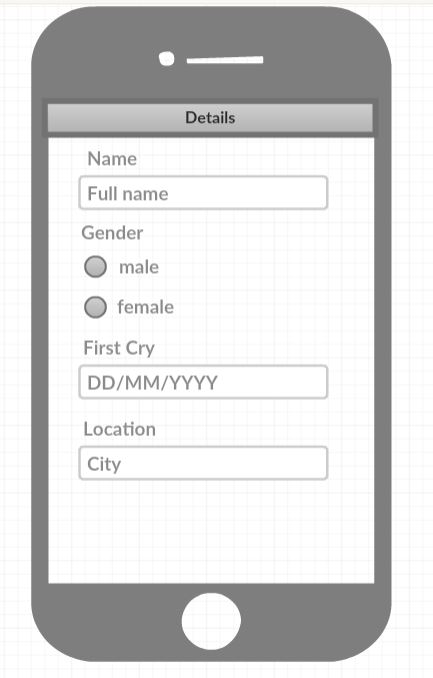 Details
Name
Full name
Gender
male
female
First Cry
DD/MM/YYYY
Location
City